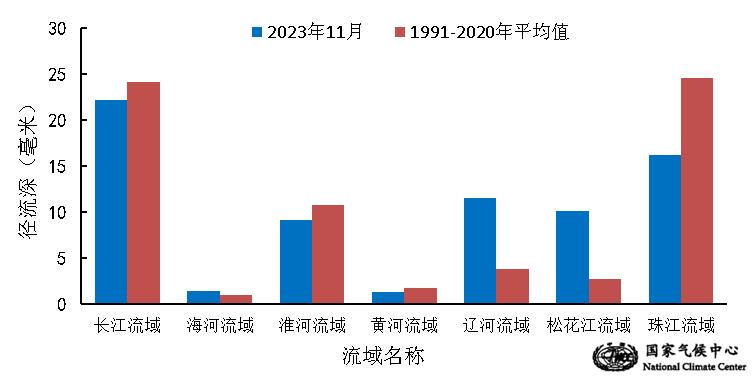 2023年11月 1991-2020年平均值
径流深（毫米）
30
25
20
15
10
5
0
长江流域 海河流域 淮河流域 黄河流域 辽河流域 松花江流域 珠江流域
流域名称
国家气候中心
National Climate Center